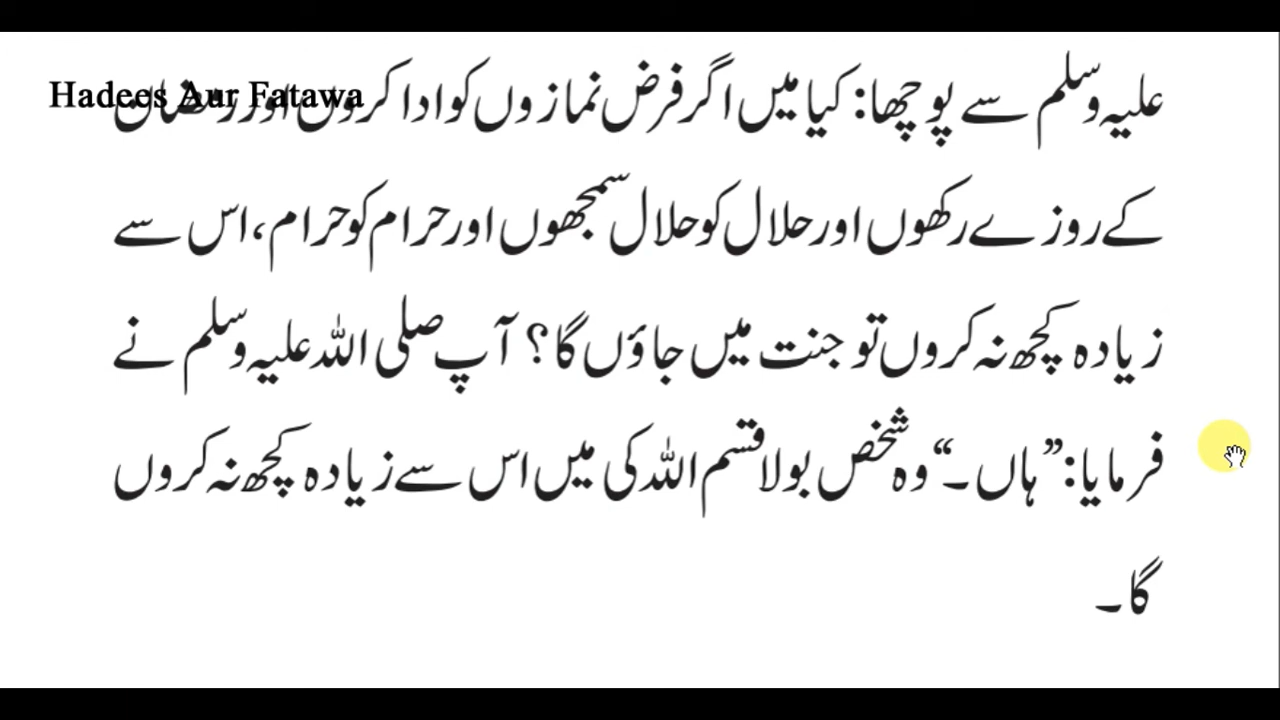 Hadees Aur Fatawa
علیہ وسلم سے پوچھا: کیا میں اگر فرض نمازوں کو ادا کروں اور رمضان
کے روزے رکھوں اور حلال کو حلال سمجھوں اور حرام کو حرام، اس سے
زیادہ کچھ نہ کروں تو جنت میں جاؤں گا؟ آپ صلی اللہ علیہ وسلم نے
فرمایا: ”ہاں۔“ وہ شخص بولا قسم اللہ کی میں اس سے زیادہ کچھ نہ کروں
گا۔